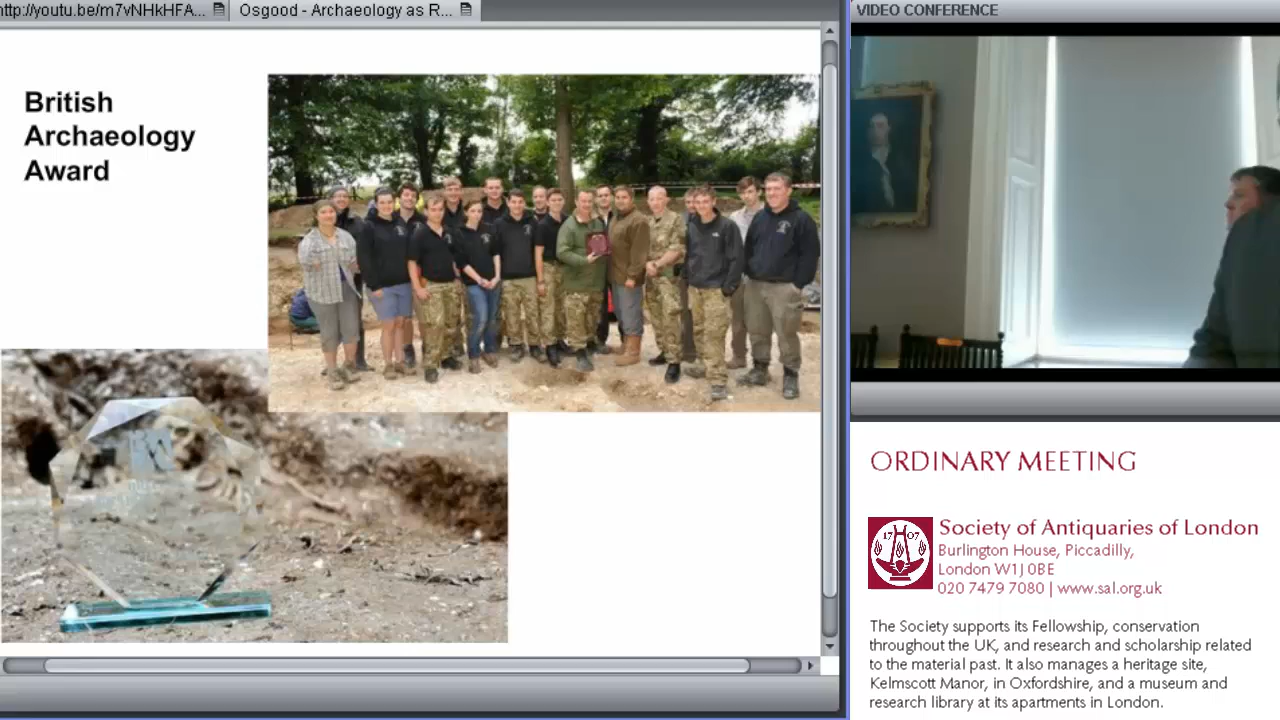 http://youtu.be/m7vNHkHFA...
Osgood - Archaeology as R...
VIDEO CONFERENCE
British
Archaeology
Award
ORDINARY MEETING
1707
Society of Antiquaries of London
Burlington House, Piccadilly,
London W1J 0BE
020 7479 7080 | www.sal.org.uk
The Society supports its Fellowship, conservation
throughout the UK, and research and scholarship related
to the material past. It also manages a heritage site,
Kelmscott Manor, in Oxfordshire, and a museum and
research library at its apartments in London.